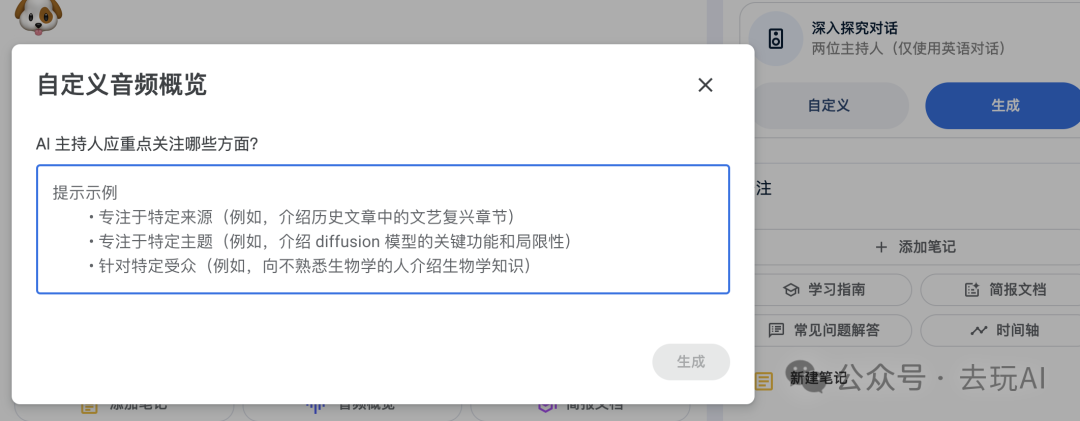 自定义音频概览
AI 主持人应重点关注哪些方面?
提示示例
• 专注于特定来源（例如，介绍历史文章中的文艺复兴章节）
• 专注于特定主题（例如，介绍 diffusion 模型的关键功能和局限性）
• 针对特定受众（例如，向不熟悉生物学的人介绍生物学知识）
生成
添加笔记
音频概览
简报文档
深入探究对话
两位主持人（仅使用英语对话）
自定义
生成
注
+ 添加笔记
学习指南
简报文档
常见问题解答
时间轴
新建笔记
公众号 · 去玩AI